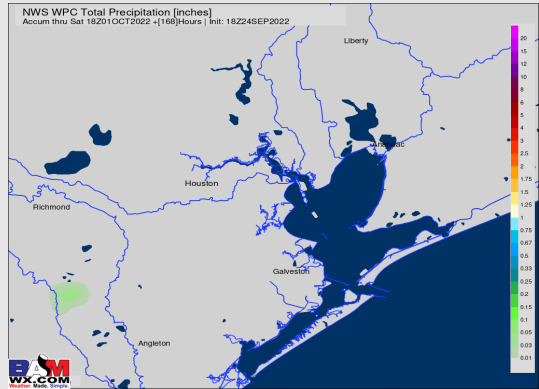 NWS WPC Total Precipitation [inches]
Accum thru Sat 18Z01OCT2022 +[168]Hours | Init: 18Z24SEP2022
Liberty
Anahuac
Houston
Richmond
Galveston
Angleton
20
15
12
10
8
6
5
4
3
2.5
2
1.75
1.5
1.25
1
0.75
0.67
0.5
0.33
0.25
0.2
0.15
0.1
0.05
0.03
0.01
BAM
WX.COM
Weather. Made. Simple.